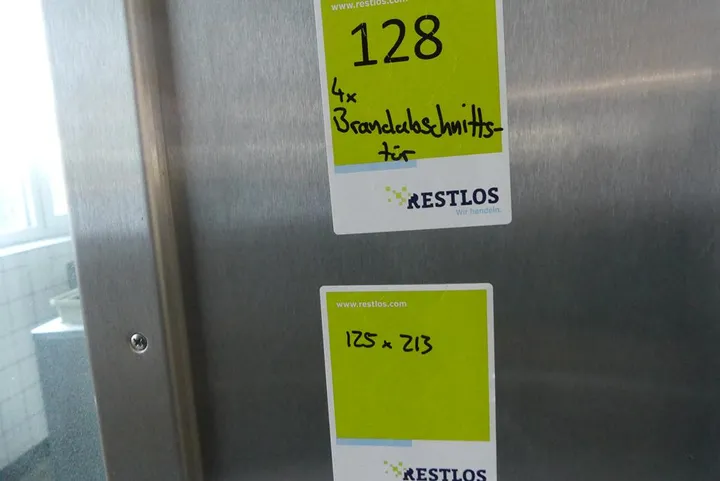 www.restlos.com
128
4x
Brandabschnitts-
tür
RESTLOS
Wir handeln.
www.restlos.com
125 x 213
RESTLOS